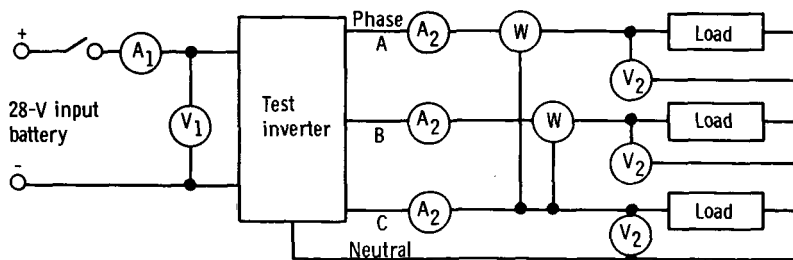 +
A1
28-V input
battery
V1
-
Test
inverter
Phase
A
A2
W
V2
Load
B
A2
W
V2
Load
C
A2
V2
Load
Neutral